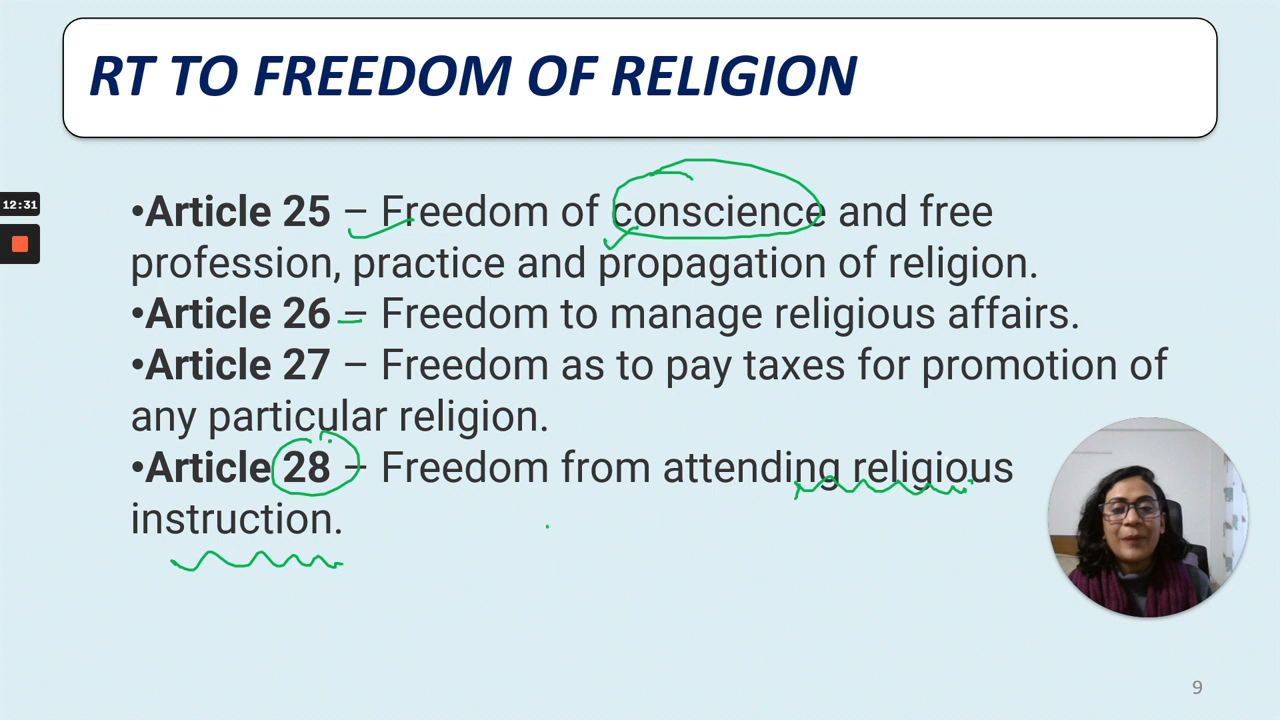 RT TO FREEDOM OF RELIGION
12:31
•Article 25 – Freedom of conscience and free
profession, practice and propagation of religion.
•Article 26 – Freedom to manage religious affairs.
•Article 27 – Freedom as to pay taxes for promotion of
any particular religion.
•Article 28 – Freedom from attending religious
instruction.
9